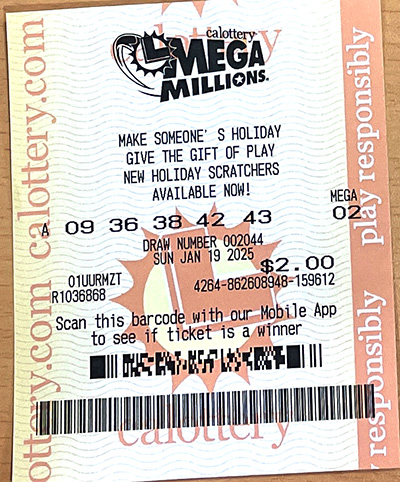 calottery
MEGA
MILLIONS.
MAKE SOMEONE' S HOLIDAY
GIVE THE GIFT OF PLAY
NEW HOLIDAY SCRATCHERS
AVAILABLE NOW!
MEGA
A 09 36 38 42 43 02
DRAW NUMBER 002044
SUN JAN 19 2025
$2.00
01UURMZT
R1036868
4264-862608948-159612
Scan this barcode with our Mobile App
to see if ticket is a winner
calottery
calottery.com calottery.com
play responsibly
responsibly